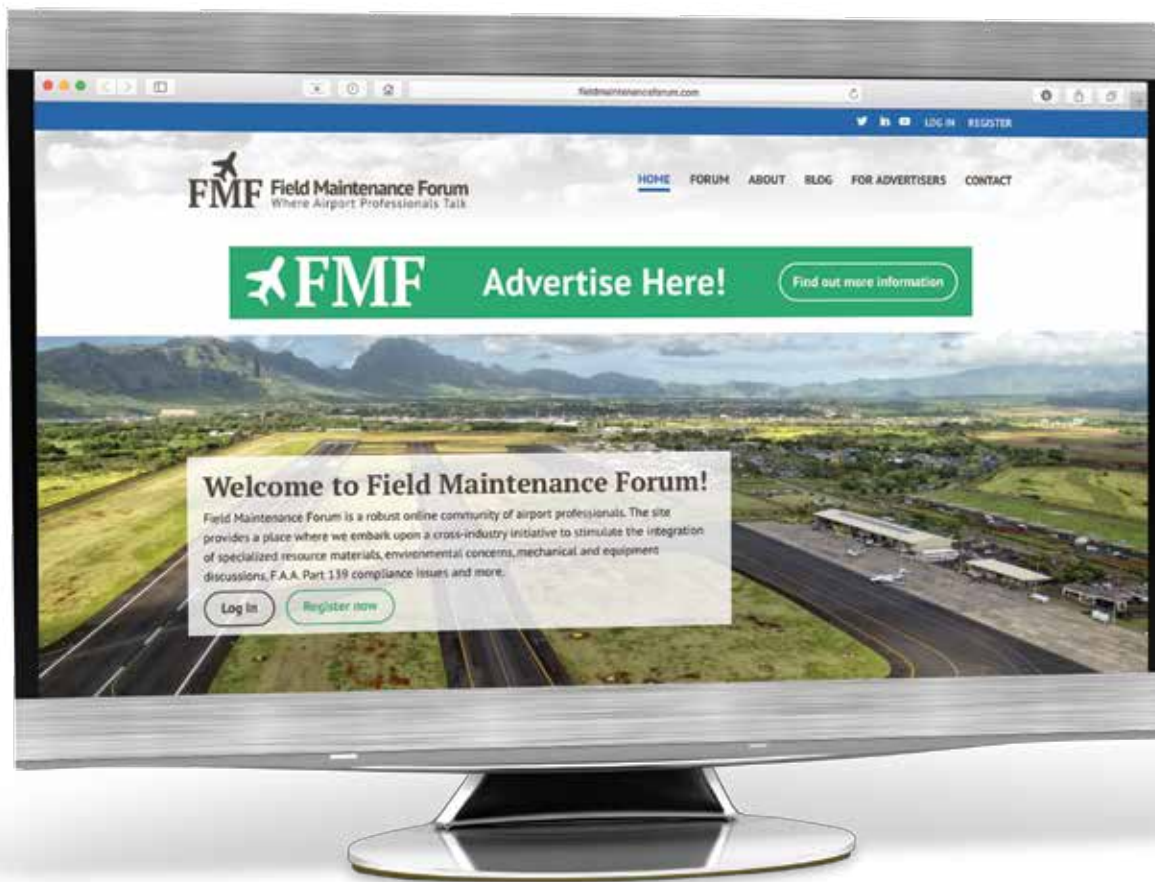 fieldmaintenanceforum.com
LOG IN REGISTER
FMF Field Maintenance Forum
Where Airport Professionals Talk
HOME FORUM ABOUT BLOG FOR ADVERTISERS CONTACT
FMF Advertise Here! Find out more information
Welcome to Field Maintenance Forum!
Field Maintenance Forum is a robust online community of airport professionals. The site
provides a place where we embark upon a cross-industry initiative to stimulate the integration
of specialized resource materials, environmental concerns, mechanical and equipment
discussions, F.A.A. Part 139 compliance issues and more.
Log In Register now